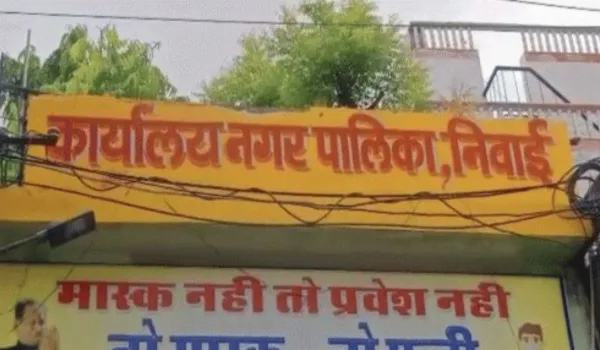 कार्यालय नगर पालिका, निवाई
मास्क नही तो प्रवेश नही